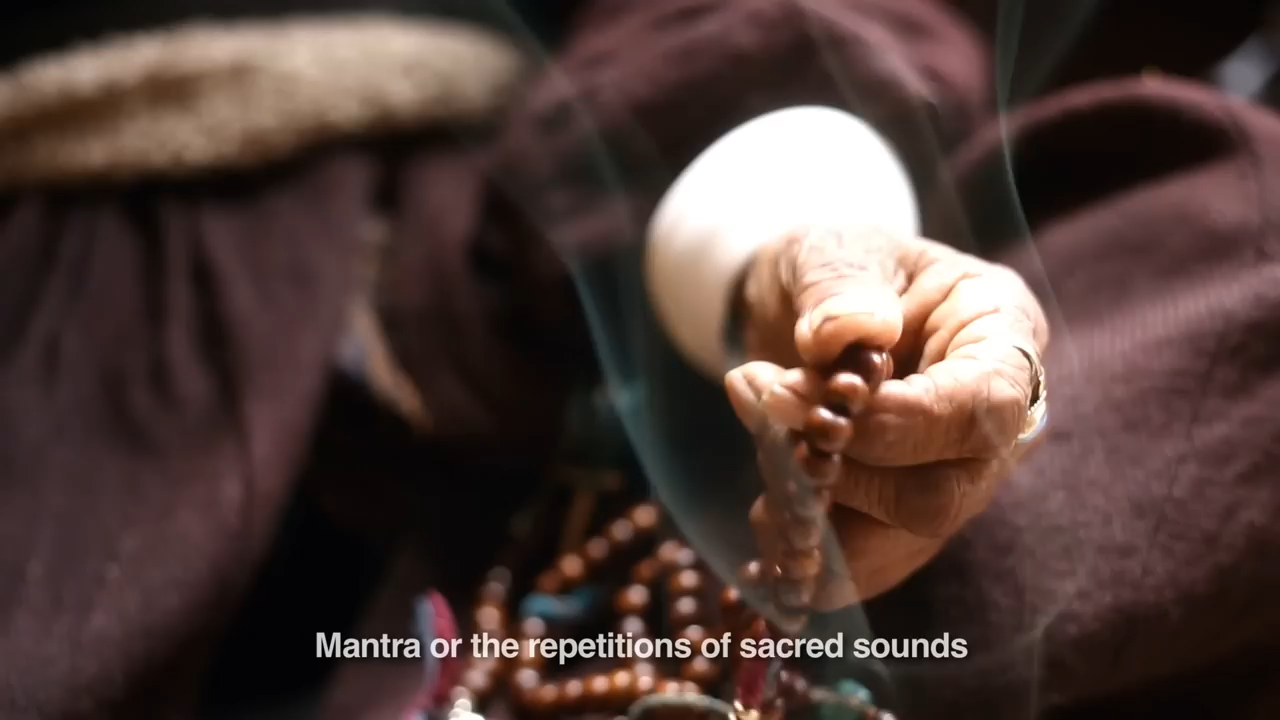 Mantra or the repetitions of sacred sounds